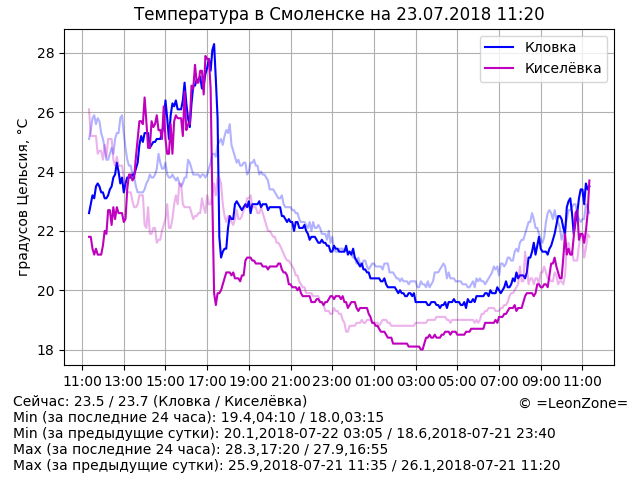 Температура в Смоленске на 23.07.2018 11:20
28
26
24
22
20
18
градусов Цельсия, °C
Кловка
Киселёвка
11:00 13:00 15:00 17:00 19:00 21:00 23:00 01:00 03:00 05:00 07:00 09:00 11:00
Сейчас: 23.5 / 23.7 (Кловка / Киселёвка)
© =LeonZone=
Min (за последние 24 часа): 19.4,04:10 / 18.0,03:15
Min (за предыдущие сутки): 20.1,2018-07-22 03:05 / 18.6,2018-07-21 23:40
Max (за последние 24 часа): 28.3,17:20 / 27.9,16:55
Max (за предыдущие сутки): 25.9,2018-07-21 11:35 / 26.1,2018-07-21 11:20